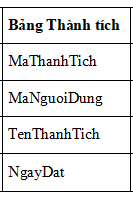 Bảng Thành tích
MaThanhTich
MaNguoiDung
TenThanhTich
NgayDat